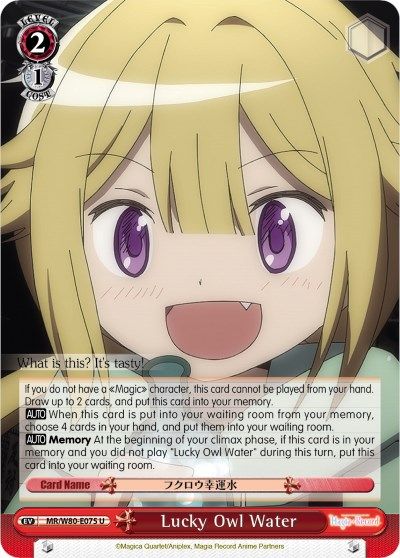 LEVEL
2
1
COST
What is this? It's tasty!
If you do not have a «Magic» character, this card cannot be played from your hand.
Draw up to 2 cards, and put this card into your memory.
AUTO When this card is put into your waiting room from your memory,
choose 4 cards in your hand, and put them into your waiting room.
AUTO Memory At the beginning of your climax phase, if this card is in
your memory and you did not play "Lucky Owl Water" during this turn, put this
card into your waiting room.
Card Name フクロウ幸運水
EV MR/W80-E075 U
Lucky Owl Water
Magia Record
©Magica Quartet/Aniplex, Magia Record Anime Partners